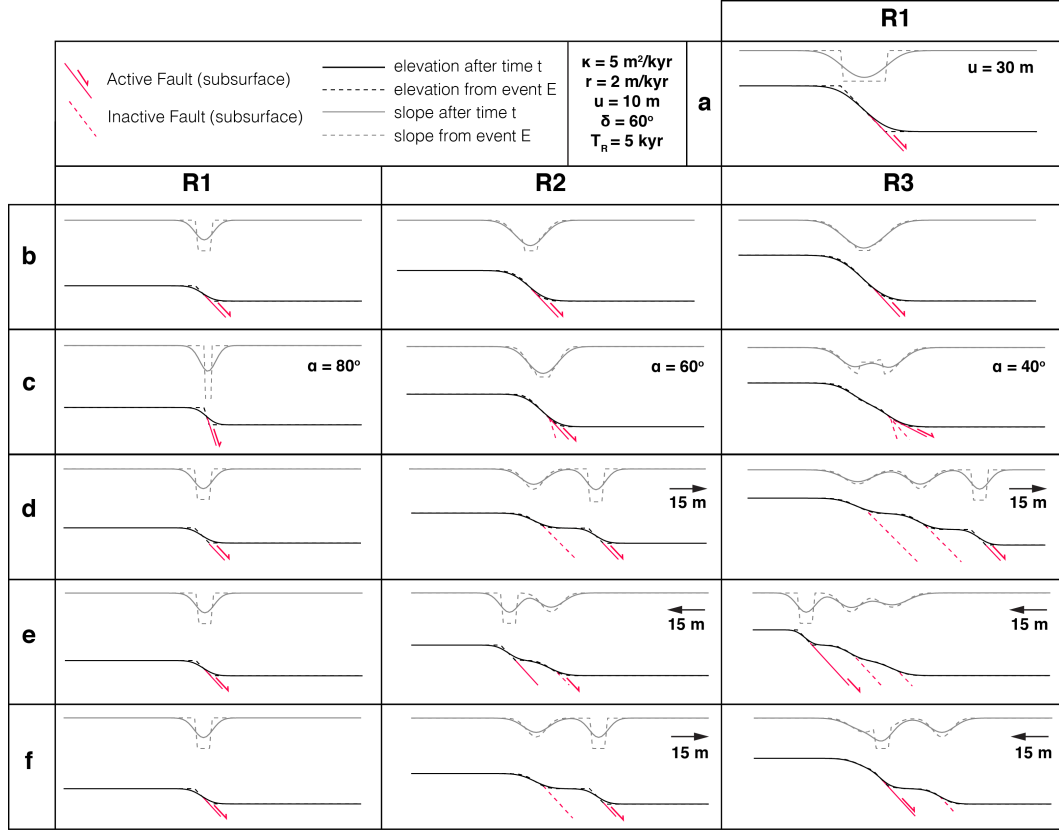 R1
Active Fault (subsurface)
Inactive Fault (subsurface)
elevation after time t
elevation from event E
slope after time t
slope from event E
κ = 5 m²/kyr
r = 2 m/kyr
u = 10 m
δ = 60°
T_R = 5 kyr
a
u = 30 m
R1
R2
R3
b
c
α = 80°
α = 60°
α = 40°
d
15 m
15 m
e
15 m
15 m
f
15 m
15 m